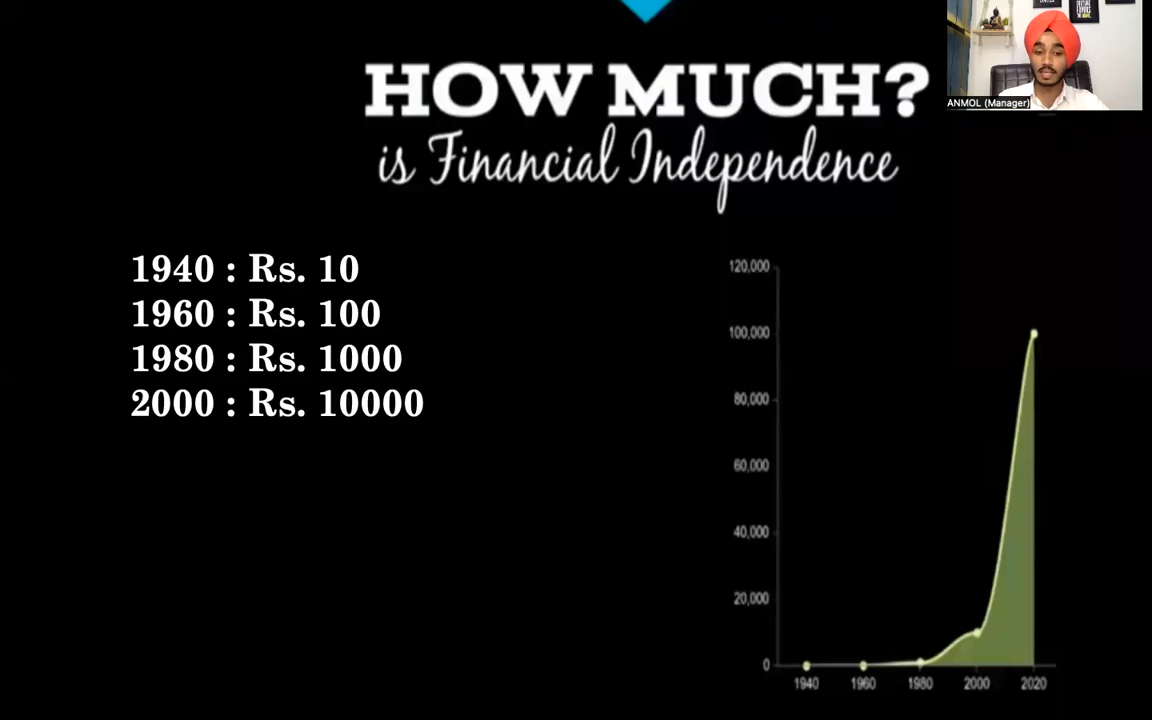 HOW MUCH?
is Financial Independence
ANMOL (Manager)
1940 : Rs. 10
1960 : Rs. 100
1980 : Rs. 1000
2000 : Rs. 10000
120,000
100,000
80,000
60,000
40,000
20,000
0
1940 1960 1980 2000 2020